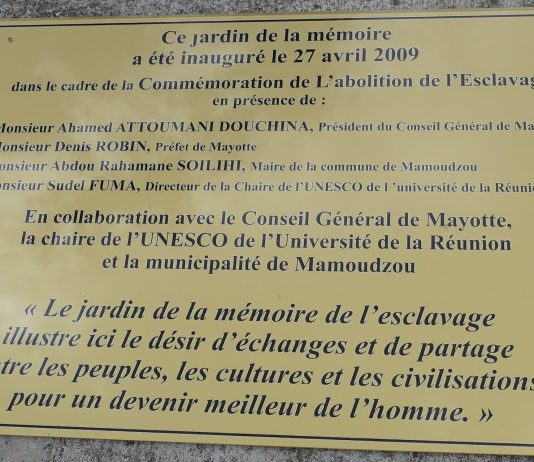 Ce jardin de la mémoire
a été inauguré le 27 avril 2009
dans le cadre de la Commémoration de L'abolition de l'Esclavag
en présence de :
Monsieur Ahamed ATTOUMANI DOUCHINA, Président du Conseil Général de Ma
onsieur Denis ROBIN, Préfet de Mayotte
onsieur Abdou Rahamane SOILIHI, Maire de la commune de Mamoudzou
onsieur Sudel FUMA, Directeur de la Chaire de l'UNESCO de l 'université de la Réunio
En collaboration avec le Conseil Général de Mayotte,
la chaire de l'UNESCO de l'Université de la Réunion
et la municipalité de Mamoudzou
« Le jardin de la mémoire de l'esclavage
illustre ici le désir d'échanges et de partage
tre les peuples, les cultures et les civilisations
pour un devenir meilleur de l'homme. »